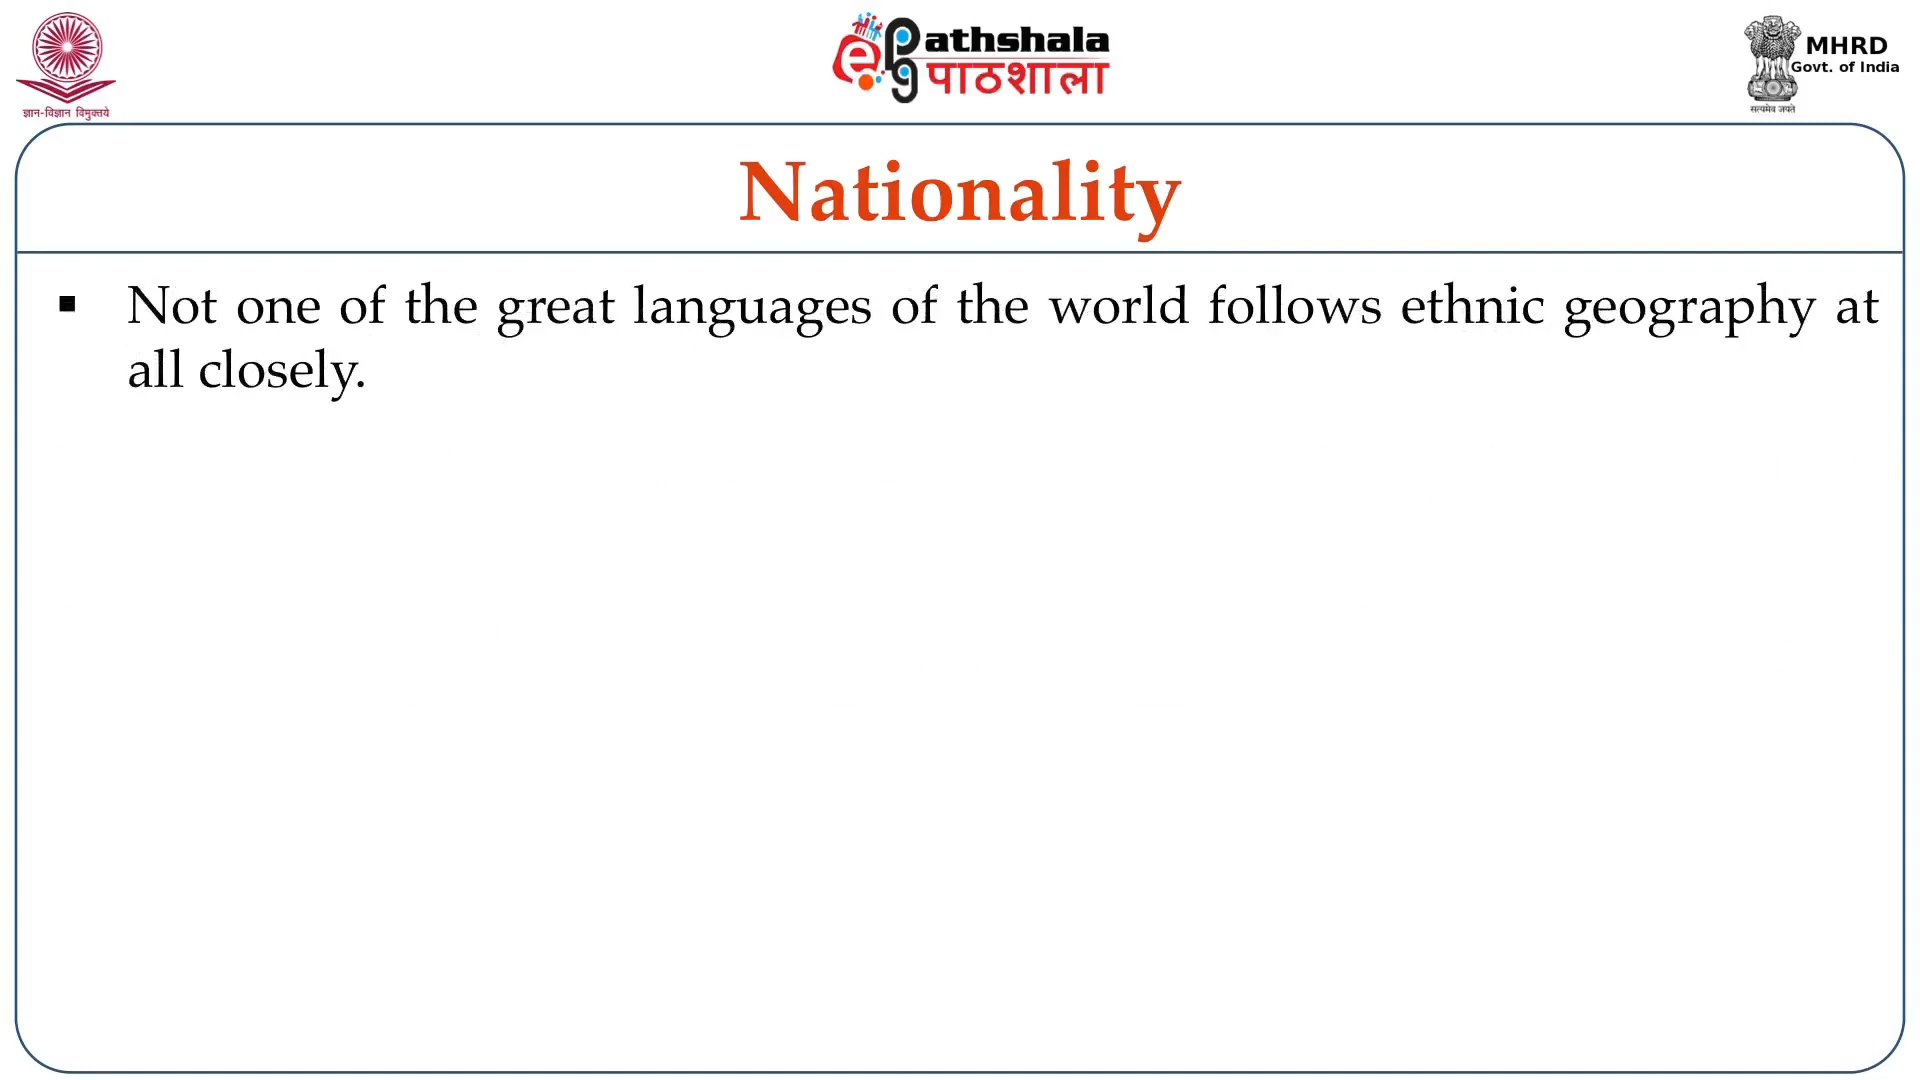 ज्ञान-विज्ञान विमुक्तये
e pg Pathshala
पाठशाला
MHRD
Govt. of India
सत्यमेव जयते
Nationality
▪ Not one of the great languages of the world follows ethnic geography at
all closely.